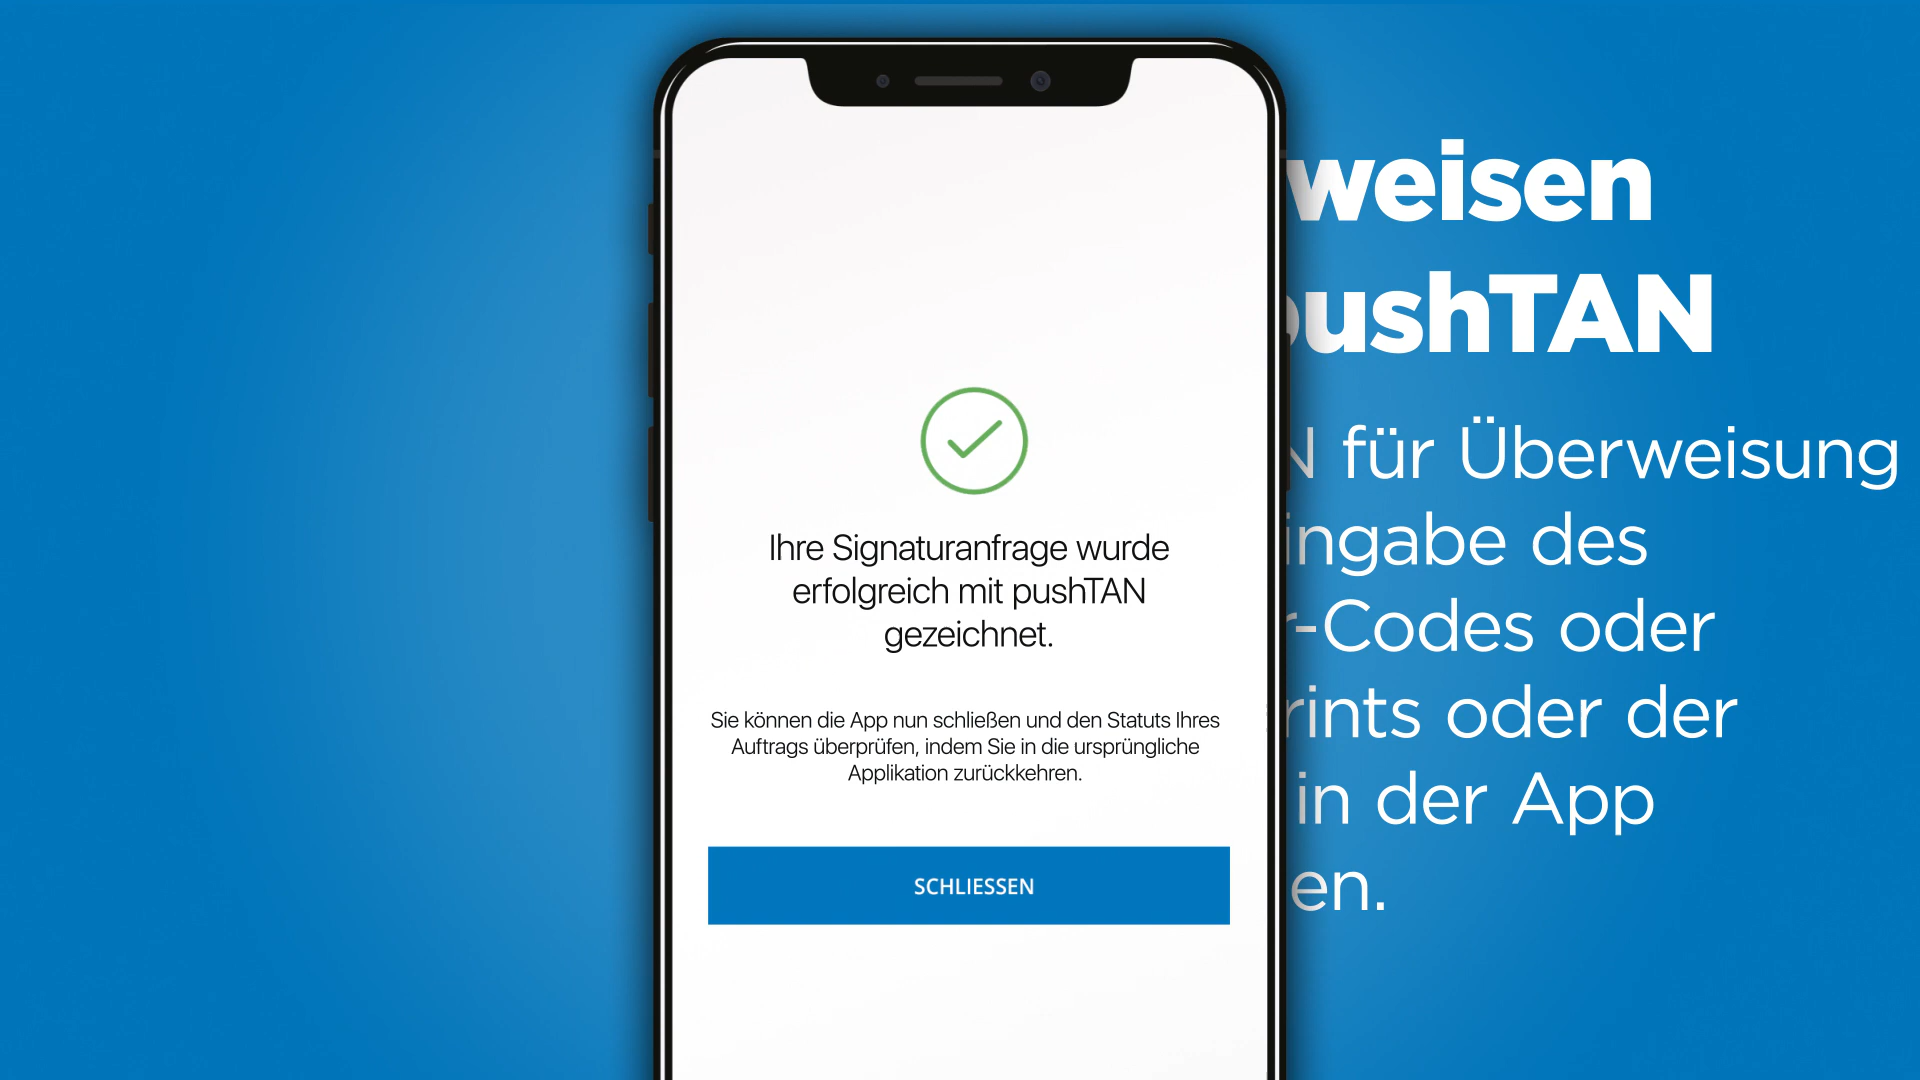 Ihre Signaturanfrage wurde
erfolgreich mit pushTAN
gezeichnet.
Sie können die App nun schließen und den Statuts Ihres
Auftrags überprüfen, indem Sie in die ursprüngliche
Applikation zurückkehren.
SCHLIESSEN
weisen
pushTAN
N für Überweisung
ingabe des
r-Codes oder
rints oder der
in der App
en.